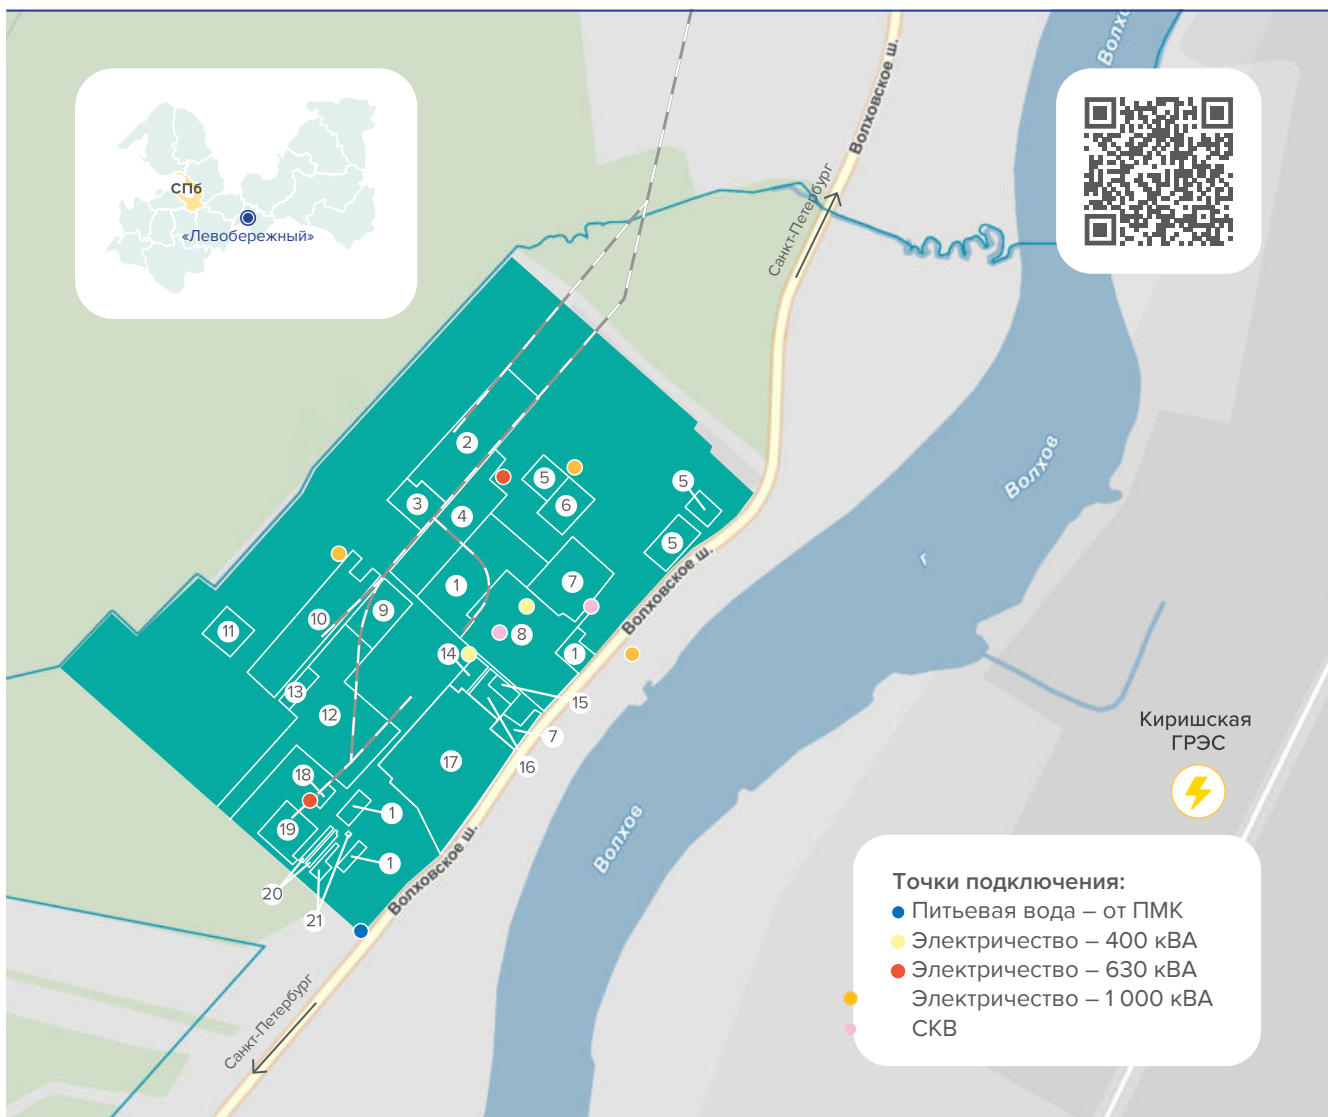 Волхо
Волховское ш.
СПб
«Левобережный»
Санкт-Петербург
2
5
5
3
4
6
Волхов
5
г
1
7
10
9
11
8
Волховское ш.
14
1
13
15
12
7
17
16
18
1
19
1
20
21
Волховское ш.
Волхов
Санкт-Петербург
Киришская
ГРЭС
Точки подключения:
Питьевая вода – от ПМК
Электричество – 400 кВА
Электричество – 630 кВА
Электричество – 1 000 кВА
СКВ